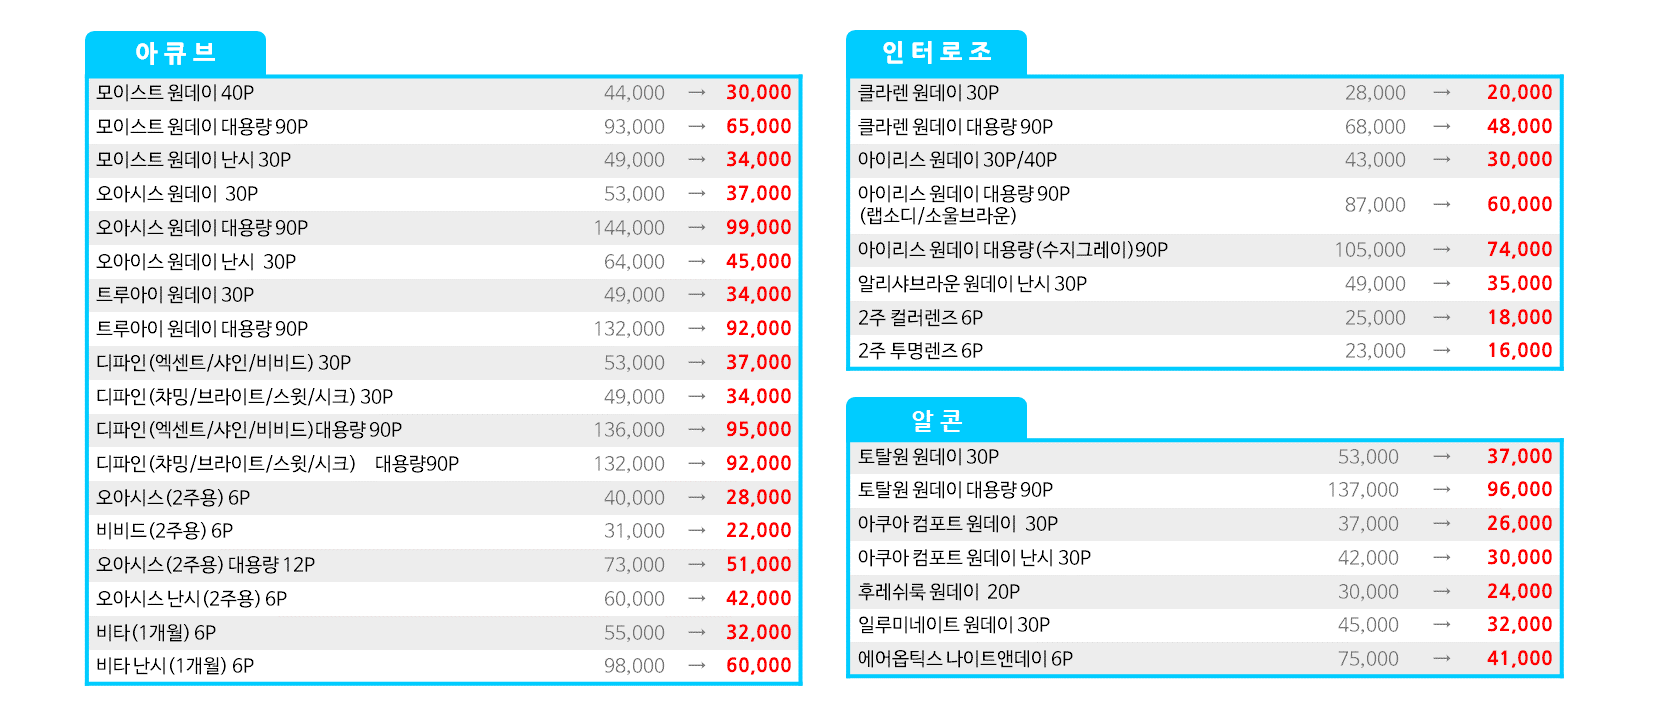 아큐브
모이스트 원데이 40P 44,000 → 30,000
모이스트 원데이 대용량 90P 93,000 → 65,000
모이스트 원데이 난시 30P 49,000 → 34,000
오아시스 원데이 30P 53,000 → 37,000
오아시스 원데이 대용량 90P 144,000 → 99,000
오아이스 원데이 난시 30P 64,000 → 45,000
트루아이 원데이 30P 49,000 → 34,000
트루아이 원데이 대용량 90P 132,000 → 92,000
디파인(엑센트/샤인/비비드) 30P 53,000 → 37,000
디파인(챠밍/브라이트/스윗/시크) 30P 49,000 → 34,000
디파인(엑센트/샤인/비비드)대용량 90P 136,000 → 95,000
디파인(챠밍/브라이트/스윗/시크) 대용량90P 132,000 → 92,000
오아시스(2주용) 6P 40,000 → 28,000
비비드(2주용) 6P 31,000 → 22,000
오아시스(2주용) 대용량 12P 73,000 → 51,000
오아시스 난시(2주용) 6P 60,000 → 42,000
비타(1개월) 6P 55,000 → 32,000
비타 난시(1개월) 6P 98,000 → 60,000
인터로조
클라렌 원데이 30P 28,000 → 20,000
클라렌 원데이 대용량 90P 68,000 → 48,000
아이리스 원데이 30P/40P 43,000 → 30,000
아이리스 원데이 대용량 90P
(랩소디/소울브라운) 87,000 → 60,000
아이리스 원데이 대용량(수지그레이)90P 105,000 → 74,000
알리샤브라운 원데이 난시 30P 49,000 → 35,000
2주 컬러렌즈 6P 25,000 → 18,000
2주 투명렌즈 6P 23,000 → 16,000
알콘
토탈원 원데이 30P 53,000 → 37,000
토탈원 원데이 대용량 90P 137,000 → 96,000
아쿠아 컴포트 원데이 30P 37,000 → 26,000
아쿠아 컴포트 원데이 난시 30P 42,000 → 30,000
후레쉬룩 원데이 20P 30,000 → 24,000
일루미네이트 원데이 30P 45,000 → 32,000
에어옵틱스 나이트앤데이 6P 75,000 → 41,000